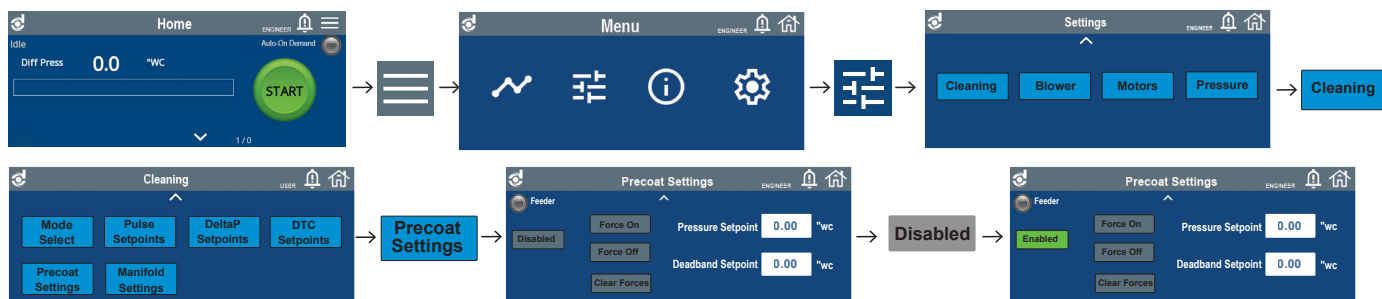 Home
ENGINEER
Idle
Auto-On Demand
Diff Press 0.0 "WC
START
1 / 0
Menu
ENGINEER
Settings
ENGINEER
Cleaning Blower Motors Pressure
Cleaning
Cleaning
USER
Mode Select
Pulse Setpoints
DeltaP Setpoints
DTC Setpoints
Precoat Settings
Manifold Settings
Precoat
Settings
Precoat Settings
ENGINEER
Feeder
Disabled
Force On
Force Off
Clear Forces
Pressure Setpoint 0.00 "wc
Deadband Setpoint 0.00 "wc
Disabled
Precoat Settings
ENGINEER
Feeder
Enabled
Force On
Force Off
Clear Forces
Pressure Setpoint 0.00 "wc
Deadband Setpoint 0.00 "wc